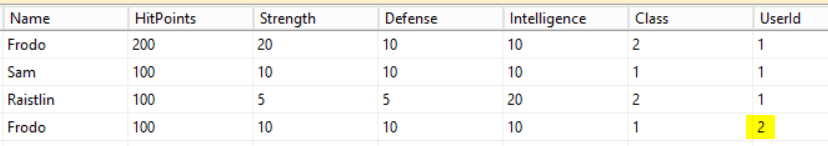 Name HitPoints Strength Defense Intelligence Class UserId
Frodo 200 20 10 10 2 1
Sam 100 10 10 10 1 1
Raistlin 100 5 5 20 2 1
Frodo 100 10 10 10 1 2